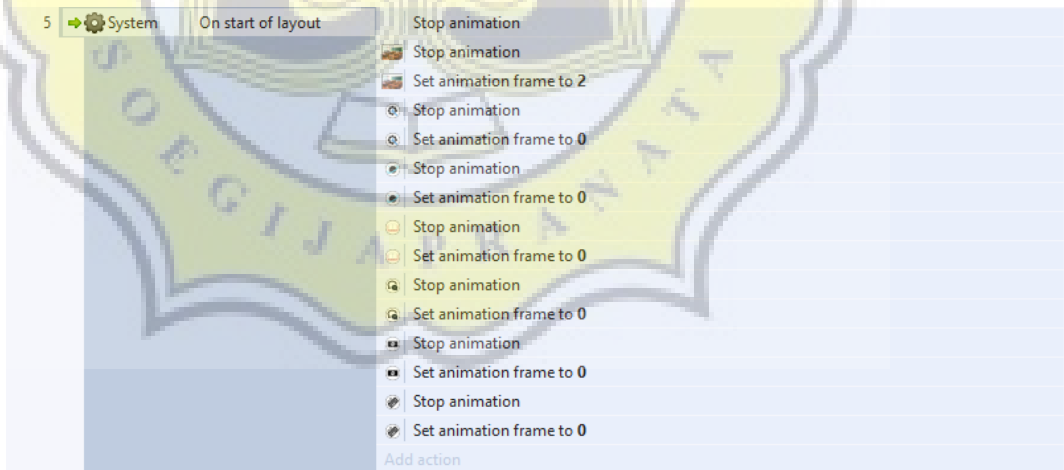 5 System On start of layout Stop animation
Stop animation
Set animation frame to 2
Stop animation
Set animation frame to 0
Stop animation
Set animation frame to 0
Stop animation
Set animation frame to 0
Stop animation
Set animation frame to 0
Stop animation
Set animation frame to 0
Stop animation
Set animation frame to 0
Add action
SOEGIJAPRANATA